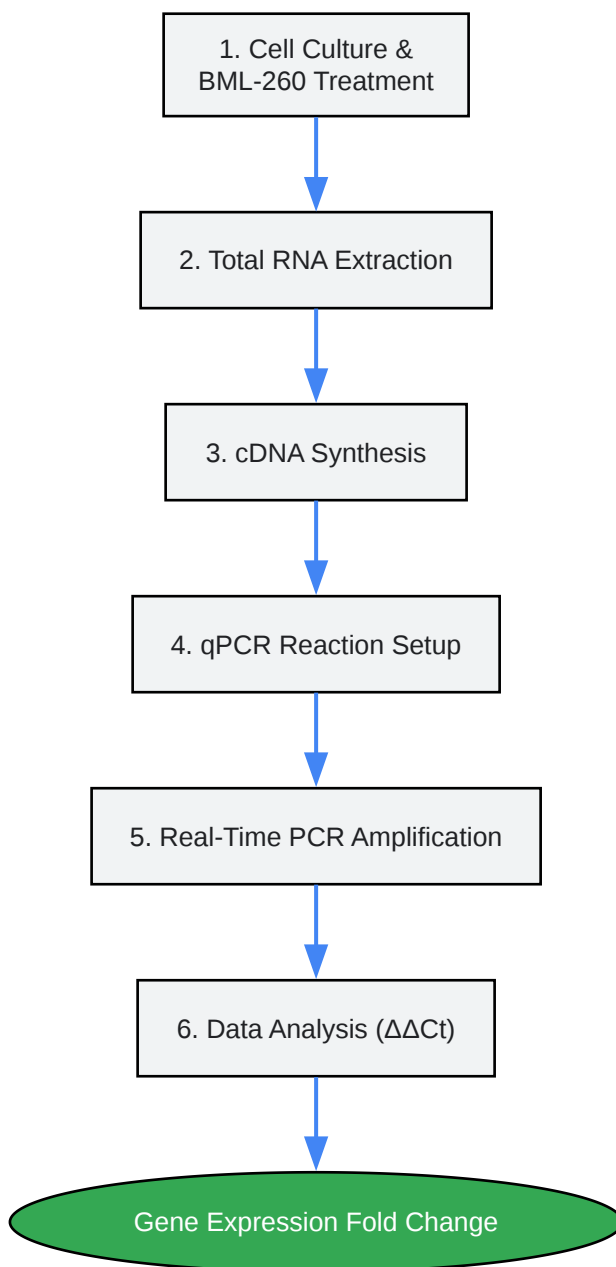 1. Cell Culture &
BML-260 Treatment
2. Total RNA Extraction
3. cDNA Synthesis
4. qPCR Reaction Setup
5. Real-Time PCR Amplification
6. Data Analysis (ΔΔCt)
Gene Expression Fold Change